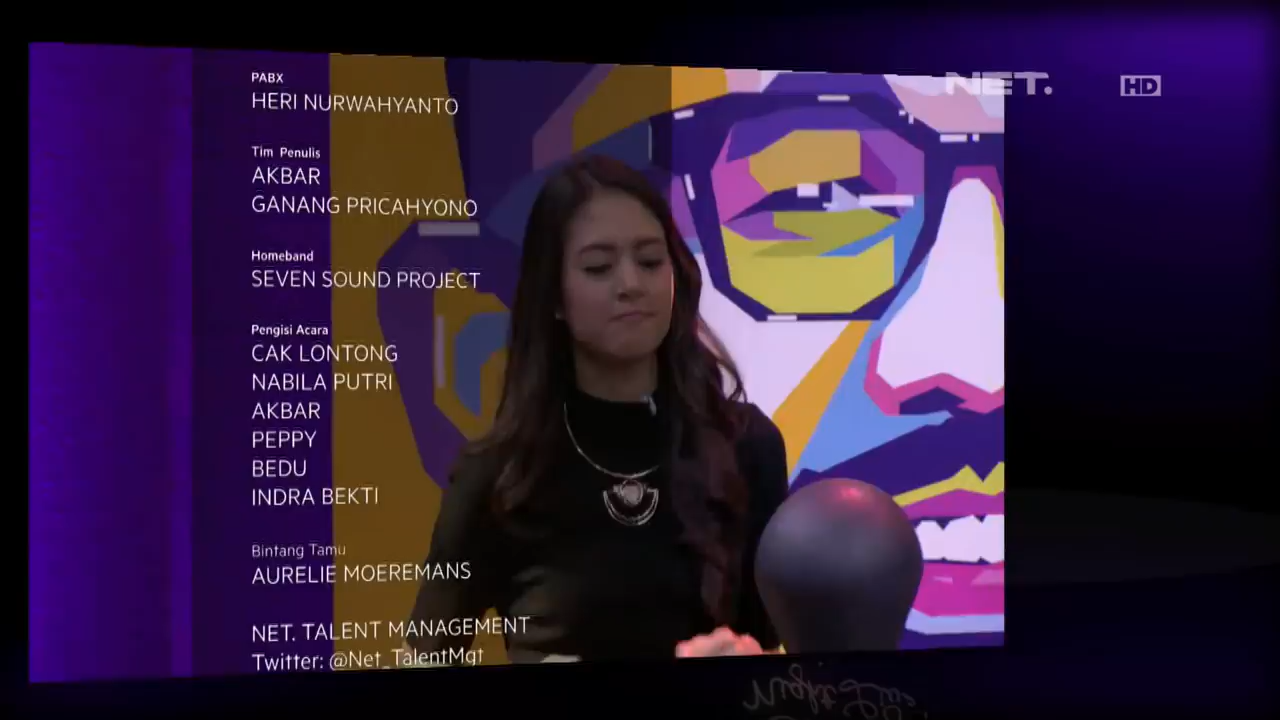 PABX
HERI NURWAHYANTO
Tim Penulis
AKBAR
GANANG PRICAHYONO
Homeband
SEVEN SOUND PROJECT
Pengisi Acara
CAK LONTONG
NABILA PUTRI
AKBAR
PEPPY
BEDU
INDRA BEKTI
Bintang Tamu
AURELIE MOEREMANS
NET. TALENT MANAGEMENT
Twitter: @Net_TalentMgt
NET.
HD